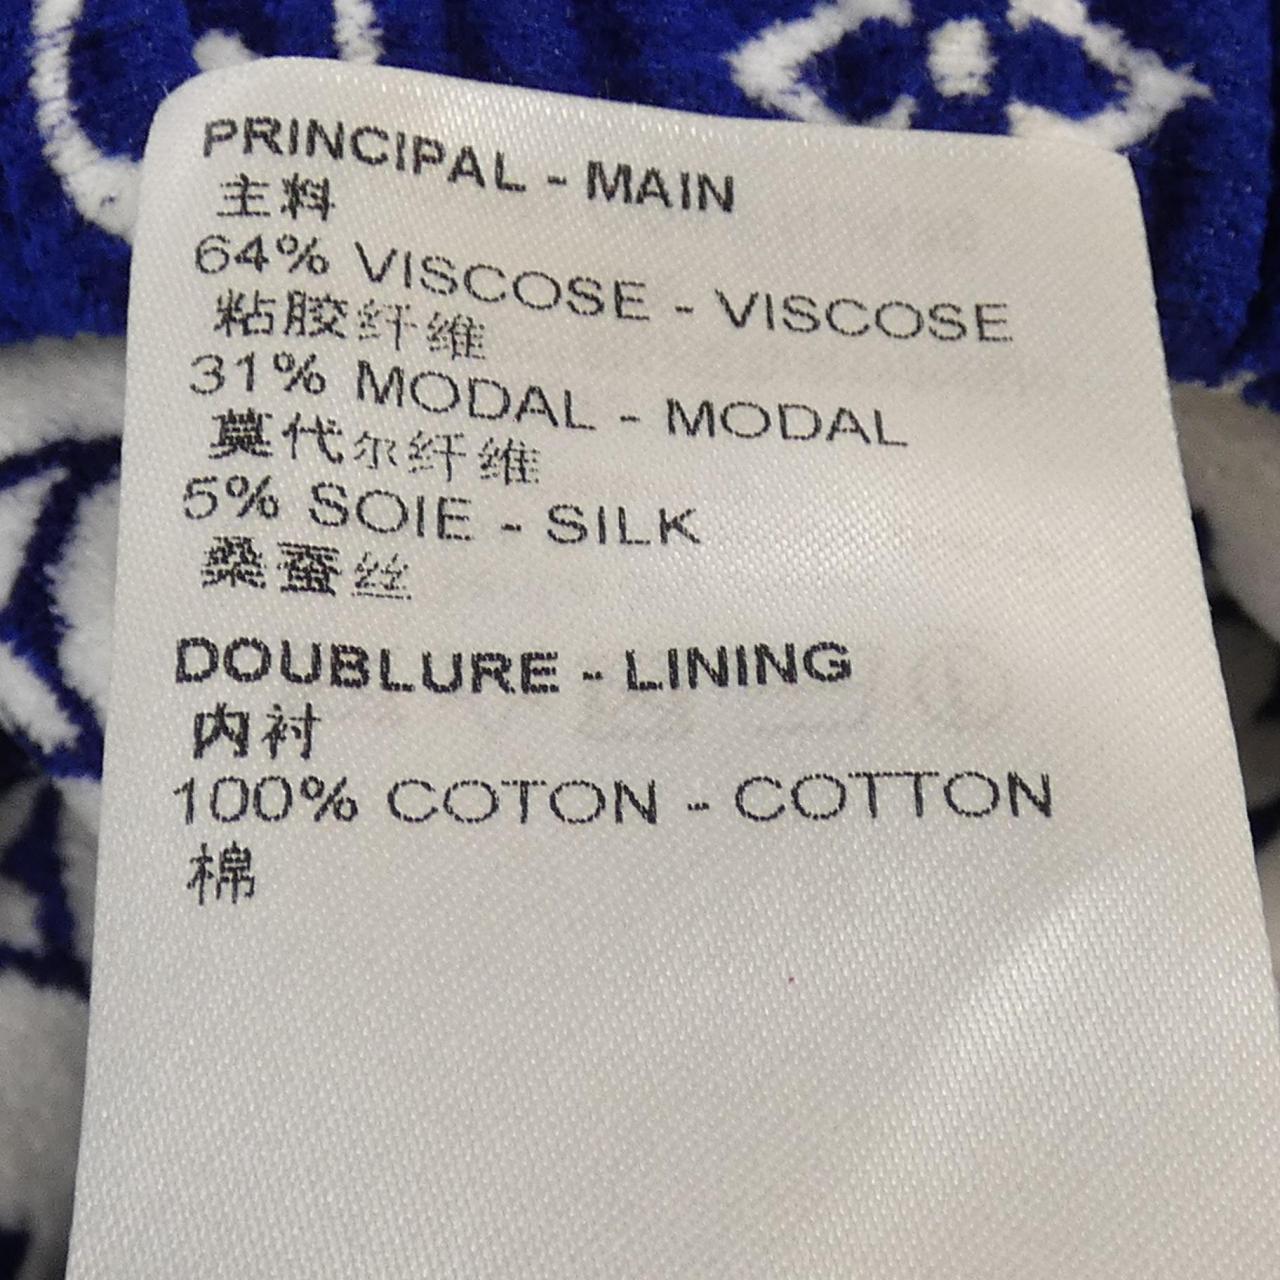 PRINCIPAL - MAIN
主料
64% VISCOSE - VISCOSE
粘胶纤维
31% MODAL - MODAL
莫代尔纤维
5% SOIE - SILK
桑蚕丝
DOUBLURE - LINING
内衬
100% COTON - COTTON
棉